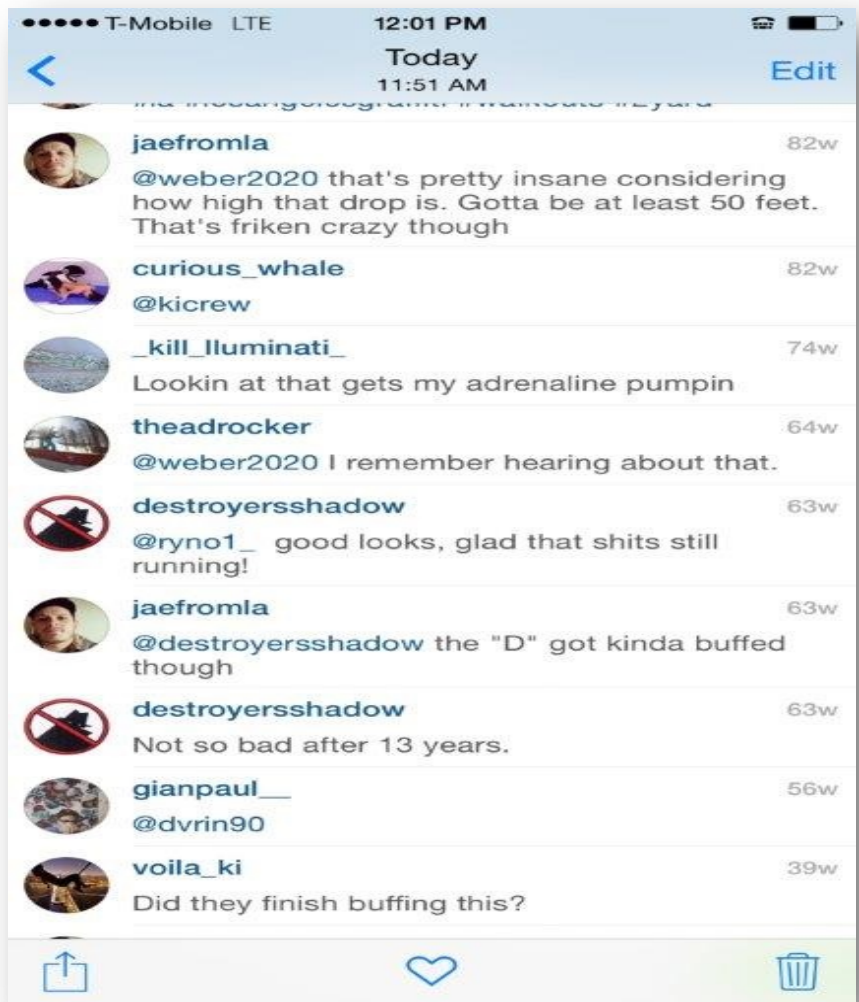 T-Mobile LTE 12:01 PM
Today
11:51 AM
Edit
jaefromla 82w
@weber2020 that's pretty insane considering
how high that drop is. Gotta be at least 50 feet.
That's friken crazy though
curious_whale 82w
@kicrew
_kill_lluminati_ 74w
Lookin at that gets my adrenaline pumpin
theadrocker 64w
@weber2020 I remember hearing about that.
destroyersshadow 63w
@ryno1_ good looks, glad that shits still
running!
jaefromla 63w
@destroyersshadow the "D" got kinda buffed
though
destroyersshadow 63w
Not so bad after 13 years.
gianpaul__ 56w
@dvrin90
voila_ki 39w
Did they finish buffing this?